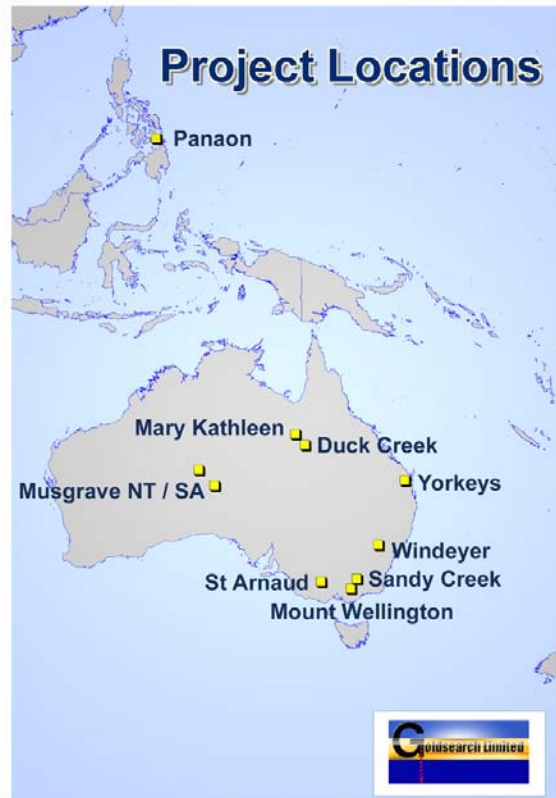 Project Locations
Panaon
Mary Kathleen
Duck Creek
Musgrave NT / SA
Yorkeys
Windeyer
St Arnaud
Sandy Creek
Mount Wellington
Goldsearch Limited